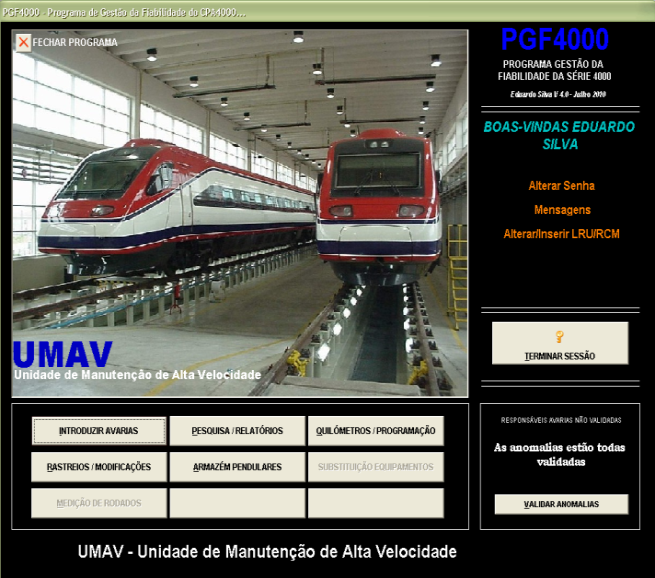 PGF4000 - Programa de Gestão da Fiabilidade do CPA4000...
FECHAR PROGRAMA
UMAV
Unidade de Manutenção de Alta Velocidade
PGF4000
PROGRAMA GESTÃO DA
FIABILIDADE DA SÉRIE 4000
Eduardo Silva V 4.0 - Julho 2010
BOAS-VINDAS EDUARDO
SILVA
Alterar Senha
Mensagens
Alterar/Inserir LRU/RCM
TERMINAR SESSÃO
INTRODUZIR AVARIAS
PESQUISA / RELATÓRIOS
QUILÓMETROS / PROGRAMAÇÃO
RASTREIOS / MODIFICAÇÕES
ARMAZÉM PENDULARES
SUBSTITUIÇÃO EQUIPAMENTOS
MEDIÇÃO DE RODADOS
RESPONSÁVEIS AVARIAS NÃO VALIDADAS
As anomalias estão todas
validadas
VALIDAR ANOMALIAS
UMAV - Unidade de Manutenção de Alta Velocidade